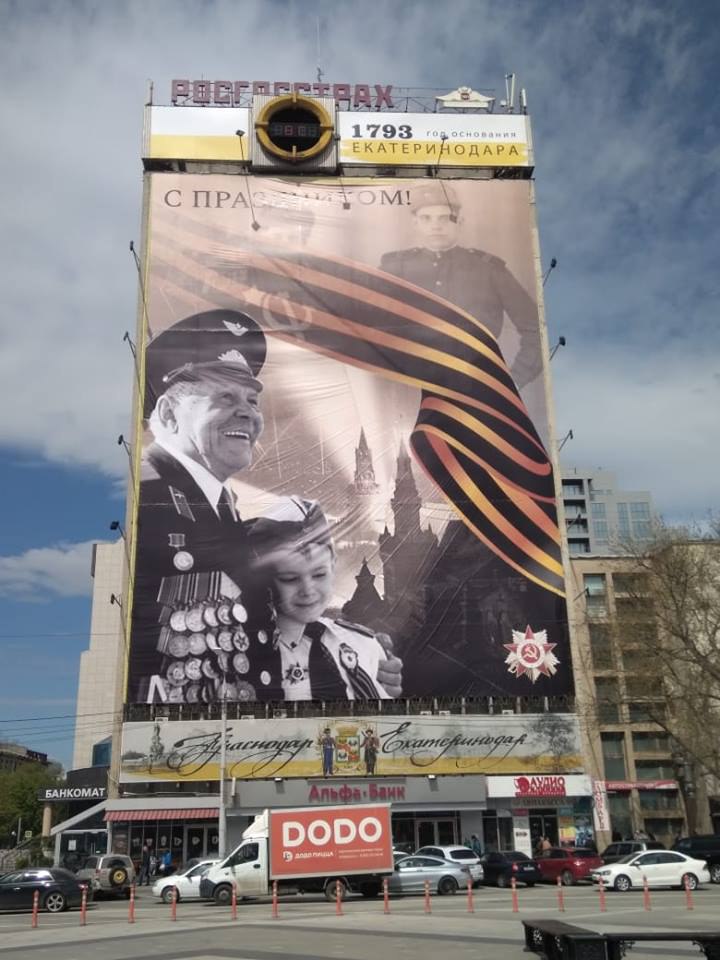 РОСГОССТРАХ
1793 год основания
ЕКАТЕРИНОДАРА
С ПРАЗДНИКОМ!
Краснодар Екатеринодар
Альфа·Банк
БАНКОМАТ
АУДИО
DODO
ДОДО ПИЦЦА